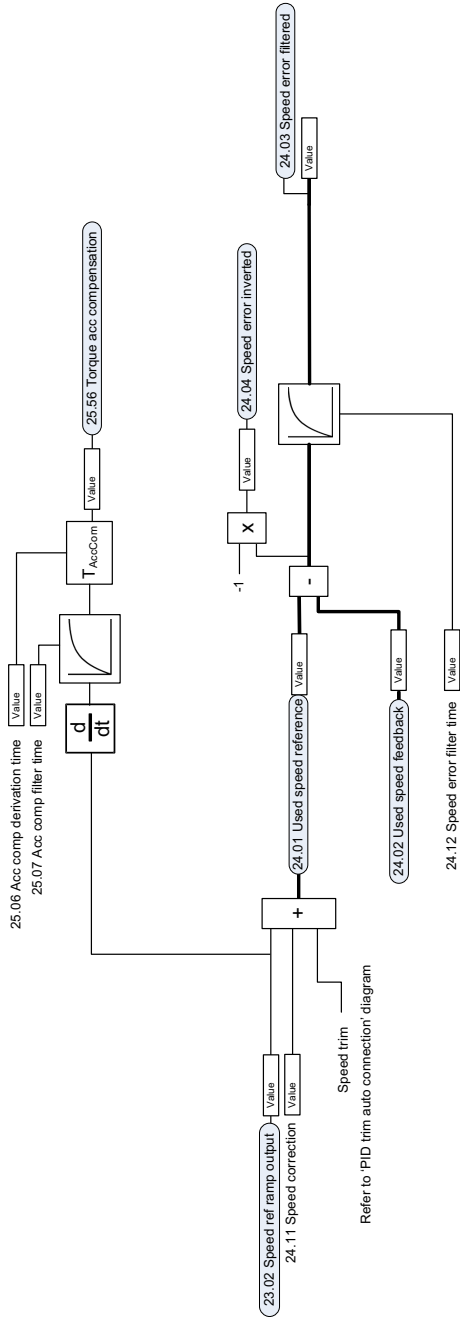 25.06 Acc comp derivation time
Value
25.07 Acc comp filter time
Value
d
dt
TAccCom
Value
25.56 Torque acc compensation
23.02 Speed ref ramp output
Value
24.11 Speed correction
Value
Speed trim
Refer to 'PID trim auto connection' diagram
+
24.01 Used speed reference
Value
-
24.02 Used speed feedback
Value
-1
X
Value
24.04 Speed error inverted
24.12 Speed error filter time
Value
Value
24.03 Speed error filtered